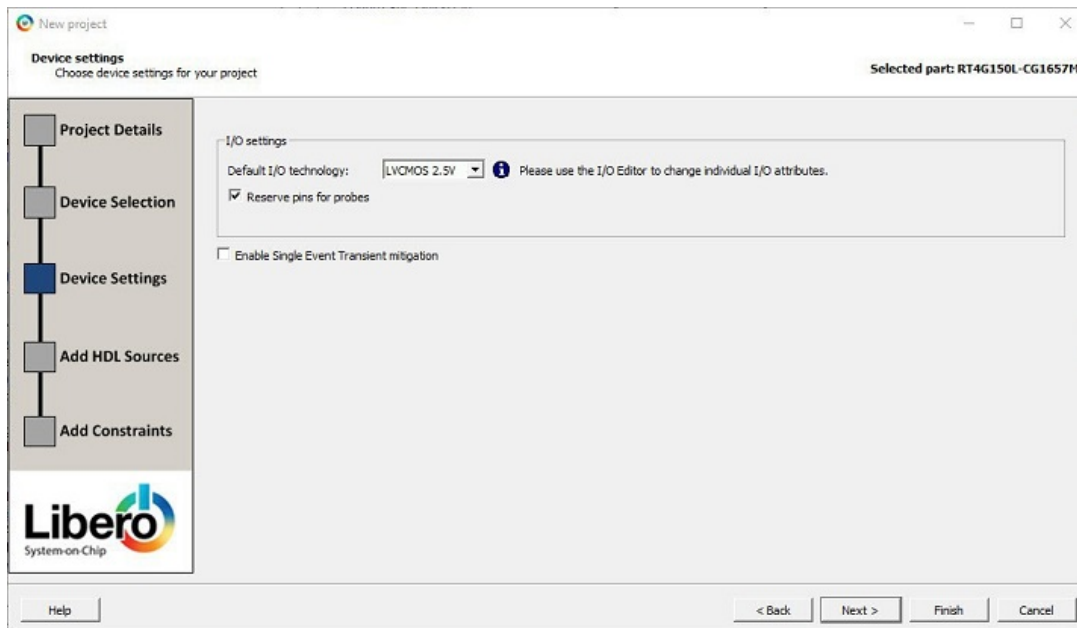 New project
Device settings
Choose device settings for your project
Selected part: RT4G150L-CG1657M
Project Details
Device Selection
Device Settings
Add HDL Sources
Add Constraints
I/O settings
Default I/O technology: LVCMOS 2.5V i Please use the I/O Editor to change individual I/O attributes.
Reserve pins for probes
Enable Single Event Transient mitigation
Libero
System-on-Chip
Help
< Back
Next >
Finish
Cancel